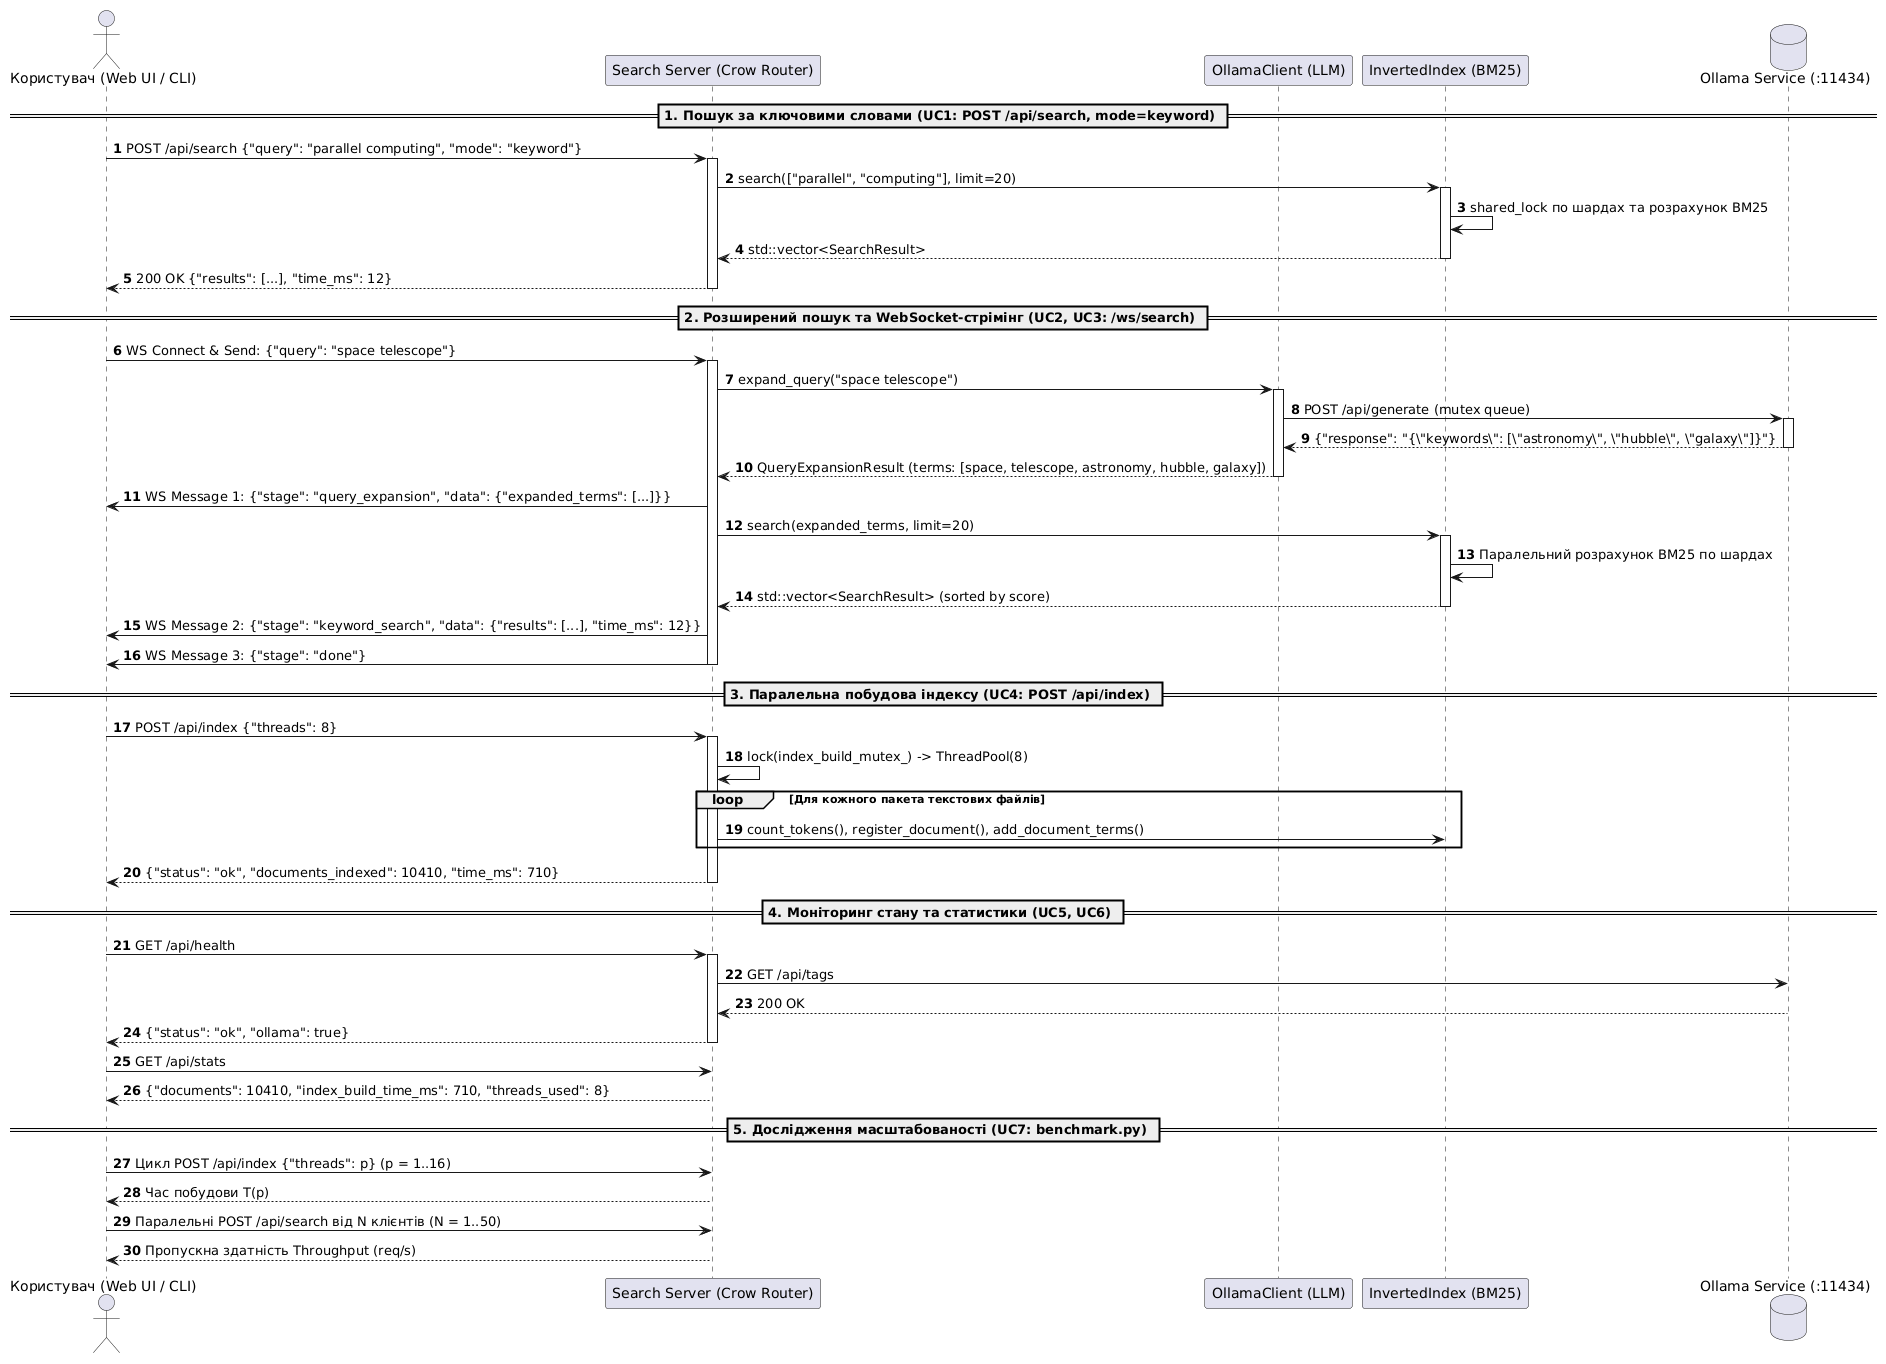 Користувач (Web UI / CLI)
Search Server (Crow Router)
OllamaClient (LLM)
InvertedIndex (BM25)
Ollama Service (:11434)
1. Пошук за ключовими словами (UC1: POST /api/search, mode=keyword)
1 POST /api/search {"query": "parallel computing", "mode": "keyword"}
2 search(["parallel", "computing"], limit=20)
3 shared_lock по шардах та розрахунок BM25
4 std::vector<SearchResult>
5 200 OK {"results": [...], "time_ms": 12}
2. Розширений пошук та WebSocket-стрімінг (UC2, UC3: /ws/search)
6 WS Connect & Send: {"query": "space telescope"}
7 expand_query("space telescope")
8 POST /api/generate (mutex queue)
9 {"response": "{\"keywords\": [\"astronomy\", \"hubble\", \"galaxy\"]}"}
10 QueryExpansionResult (terms: [space, telescope, astronomy, hubble, galaxy])
11 WS Message 1: {"stage": "query_expansion", "data": {"expanded_terms": [...]}}
12 search(expanded_terms, limit=20)
13 Паралельний розрахунок BM25 по шардах
14 std::vector<SearchResult> (sorted by score)
15 WS Message 2: {"stage": "keyword_search", "data": {"results": [...], "time_ms": 12}}
16 WS Message 3: {"stage": "done"}
3. Паралельна побудова індексу (UC4: POST /api/index)
17 POST /api/index {"threads": 8}
18 lock(index_build_mutex_) -> ThreadPool(8)
loop [Для кожного пакета текстових файлів]
19 count_tokens(), register_document(), add_document_terms()
20 {"status": "ok", "documents_indexed": 10410, "time_ms": 710}
4. Моніторинг стану та статистики (UC5, UC6)
21 GET /api/health
22 GET /api/tags
23 200 OK
24 {"status": "ok", "ollama": true}
25 GET /api/stats
26 {"documents": 10410, "index_build_time_ms": 710, "threads_used": 8}
5. Дослідження масштабованості (UC7: benchmark.py)
27 Цикл POST /api/index {"threads": p} (p = 1..16)
28 Час побудови T(p)
29 Паралельні POST /api/search від N клієнтів (N = 1..50)
30 Пропускна здатність Throughput (req/s)
Користувач (Web UI / CLI)
Search Server (Crow Router)
OllamaClient (LLM)
InvertedIndex (BM25)
Ollama Service (:11434)